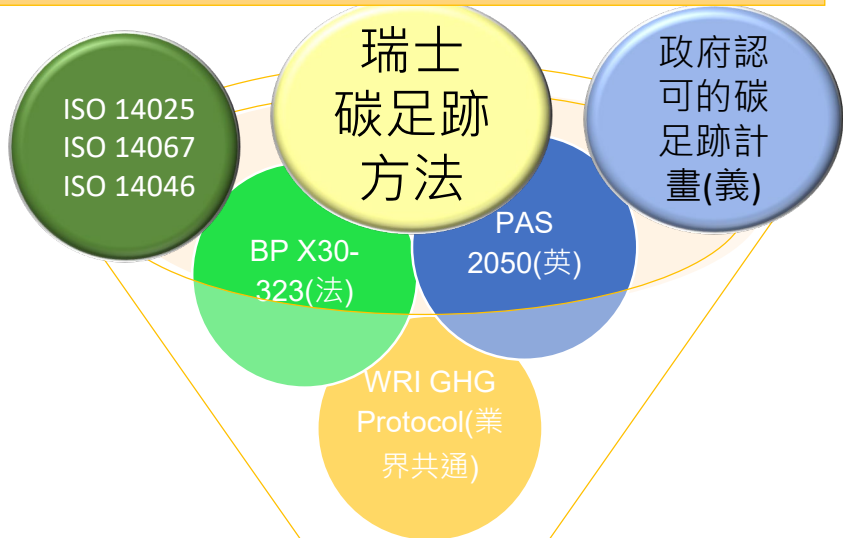 ISO 14025
ISO 14067
ISO 14046
瑞士
碳足跡
方法
政府認
可的碳
足跡計
畫(義)
BP X30-
323(法)
PAS
2050(英)
WRI GHG
Protocol(業
界共通)